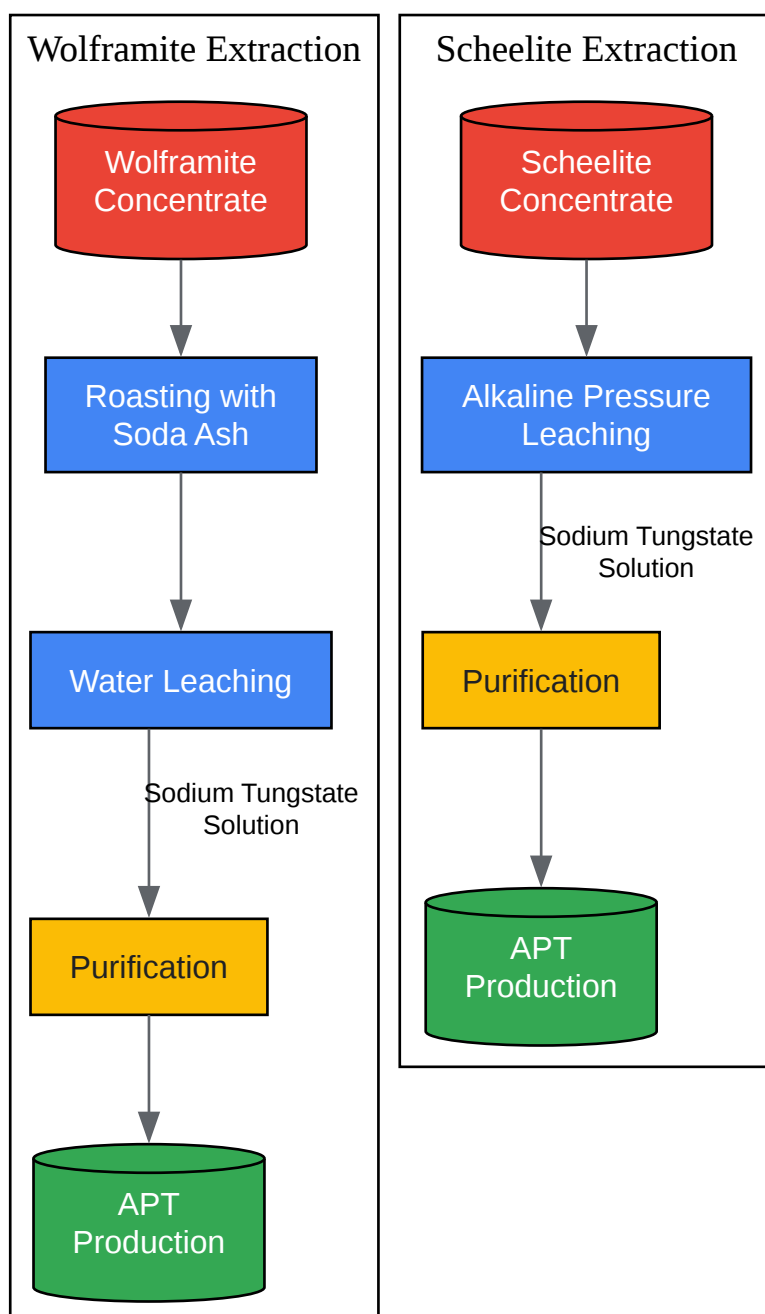 Wolframite Extraction
Wolframite
Concentrate
Roasting with
Soda Ash
Water Leaching
Sodium Tungstate
Solution
Purification
APT
Production
Scheelite Extraction
Scheelite
Concentrate
Alkaline Pressure
Leaching
Sodium Tungstate
Solution
Purification
APT
Production